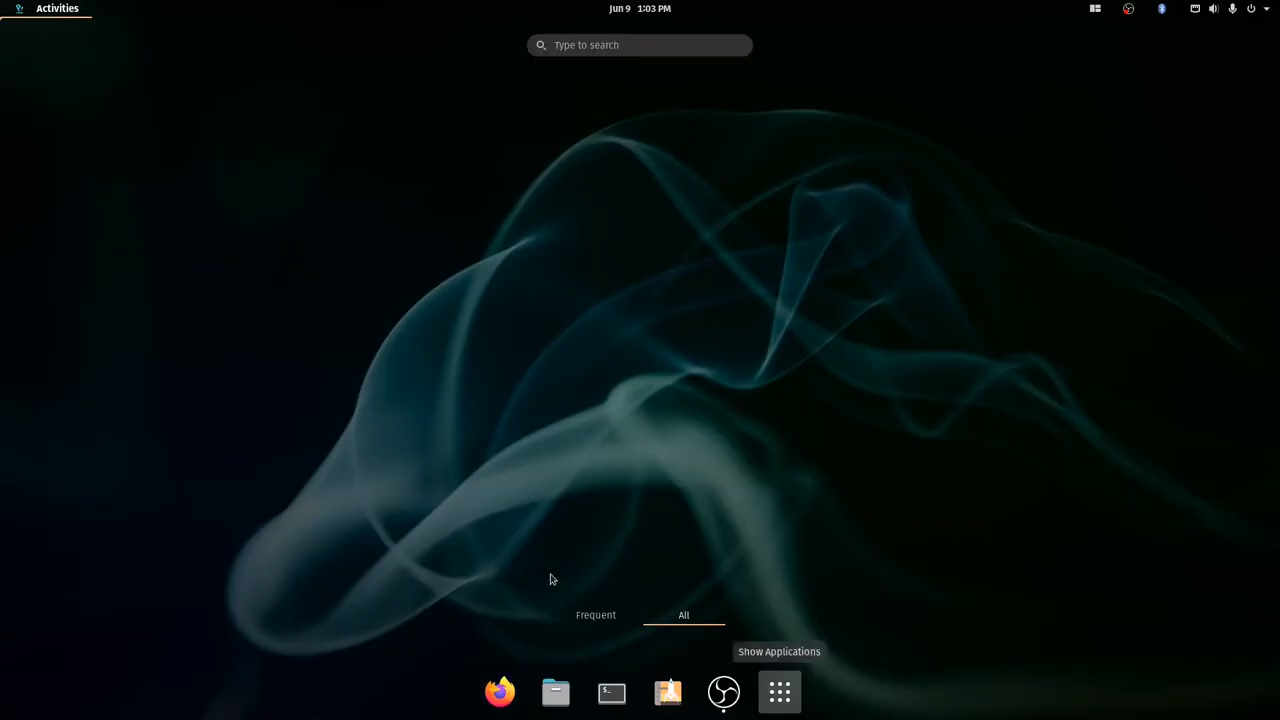 Activities
Jun 9 1:03 PM
Type to search
Frequent
All
Show Applications
$_